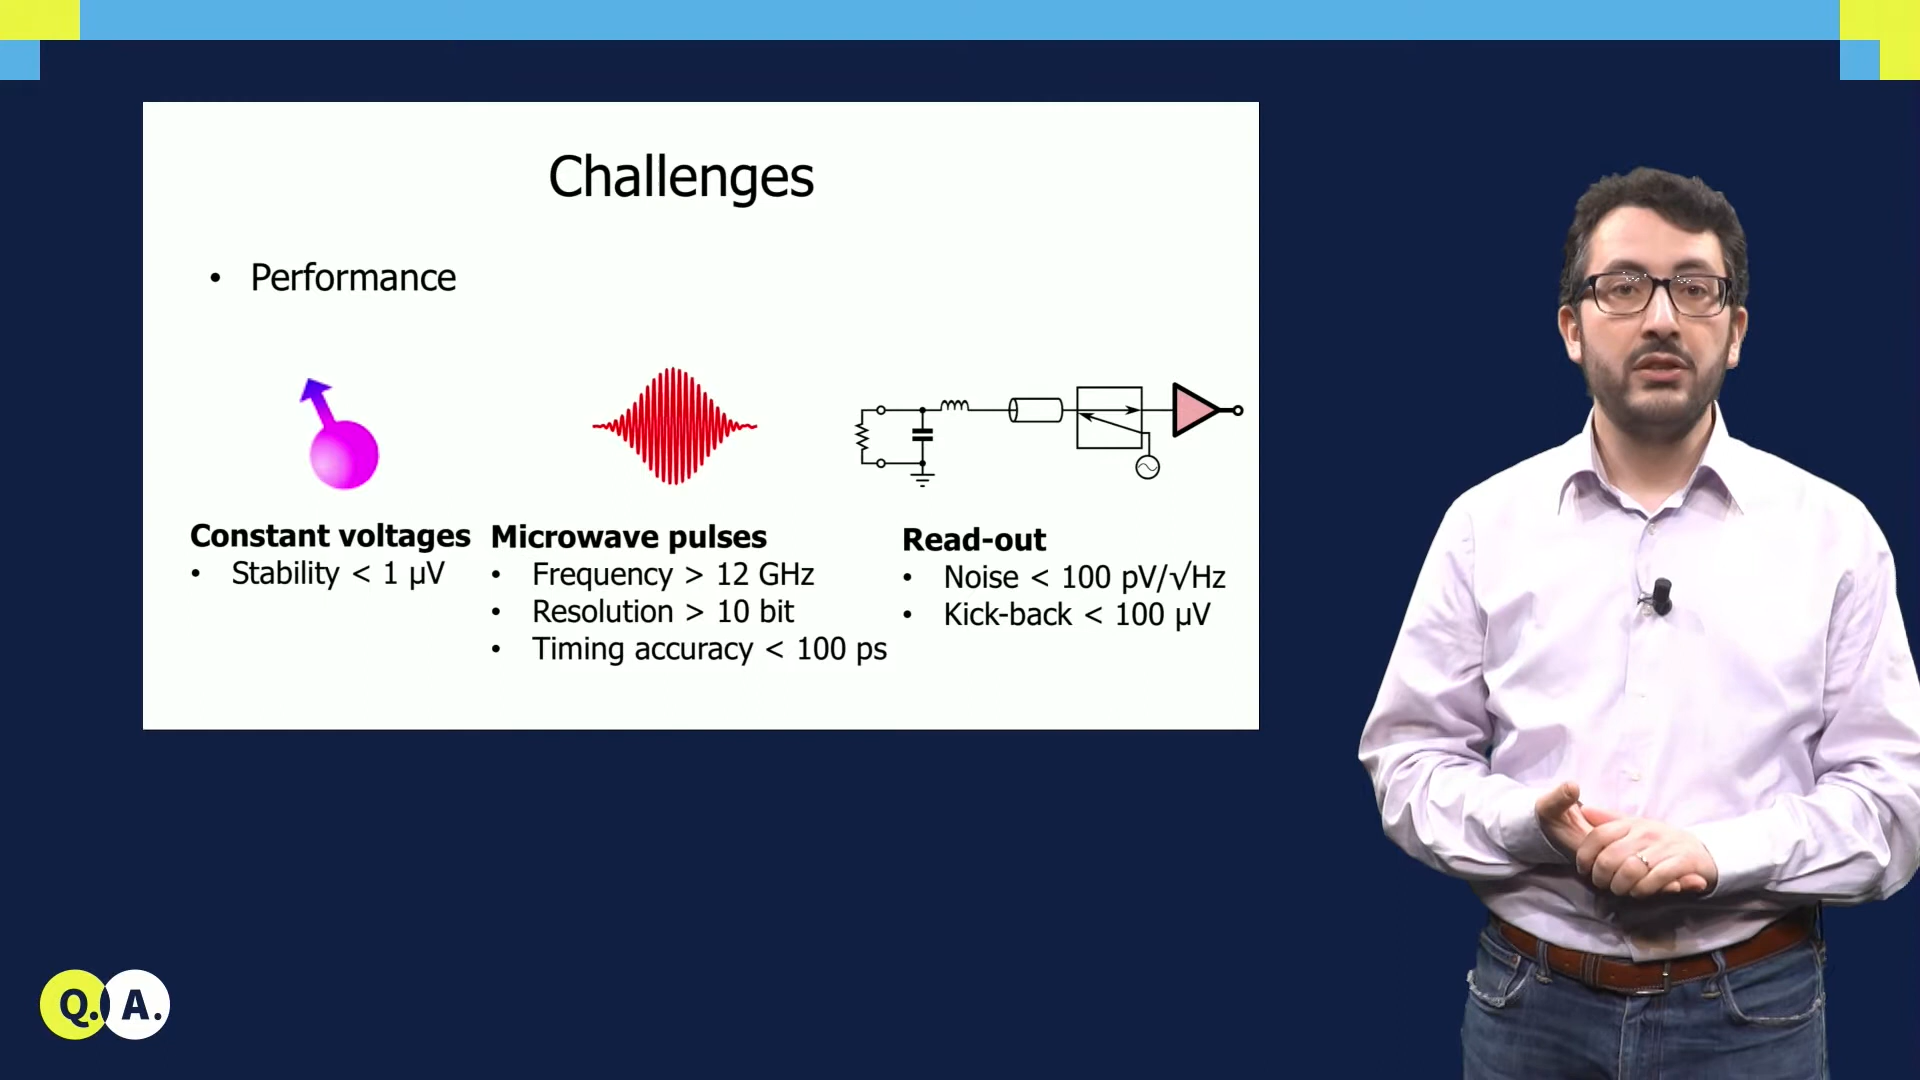 Challenges
• Performance
Constant voltages
• Stability < 1 µV
Microwave pulses
• Frequency > 12 GHz
• Resolution > 10 bit
• Timing accuracy < 100 ps
Read-out
• Noise < 100 pV/√Hz
• Kick-back < 100 µV
Q. A.